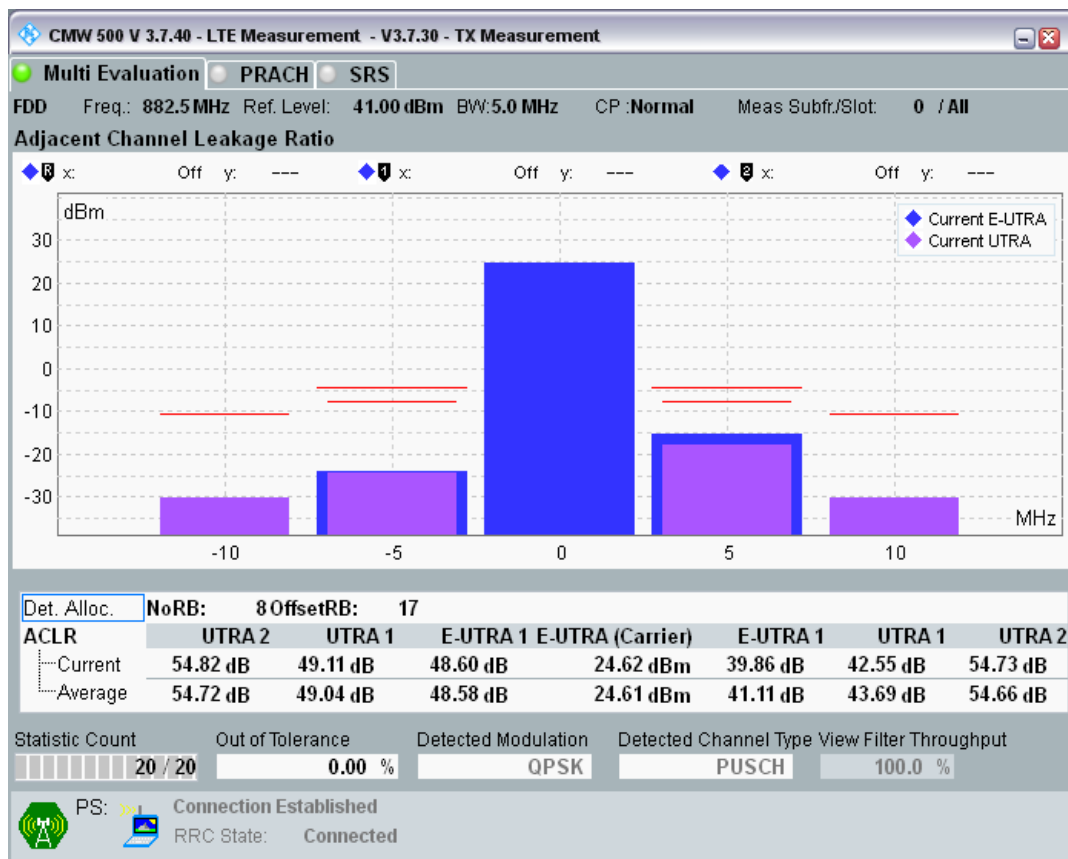 CMW 500 V 3.7.40 - LTE Measurement - V3.7.30 - TX Measurement
Multi Evaluation PRACH SRS
FDD Freq.: 882.5 MHz Ref. Level: 41.00 dBm BW:5.0 MHz CP :Normal Meas Subfr./Slot: 0 / All
Adjacent Channel Leakage Ratio
R x: Off y: --- 1 x: Off y: --- 2 x: Off y: ---
dBm
Current E-UTRA
Current UTRA
30
20
10
0
-10
-20
-30
MHz
-10 -5 0 5 10
Det. Alloc. NoRB: 8 OffsetRB: 17
ACLR UTRA 2 UTRA 1 E-UTRA 1 E-UTRA (Carrier) E-UTRA 1 UTRA 1 UTRA 2
Current 54.82 dB 49.11 dB 48.60 dB 24.62 dBm 39.86 dB 42.55 dB 54.73 dB
Average 54.72 dB 49.04 dB 48.58 dB 24.61 dBm 41.11 dB 43.69 dB 54.66 dB
Statistic Count Out of Tolerance Detected Modulation Detected Channel Type View Filter Throughput
20 / 20 0.00 % QPSK PUSCH 100.0 %
PS: Connection Established
RRC State: Connected